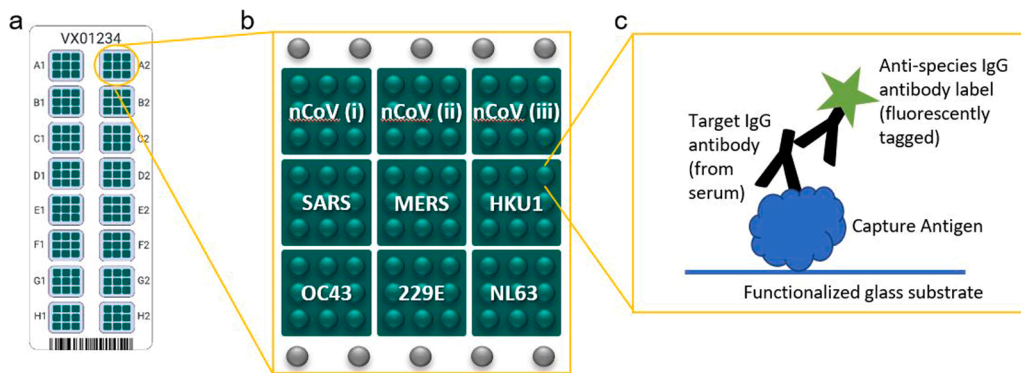 a
VX01234
A1
A2
B1
B2
C1
C2
D1
D2
E1
E2
F1
F2
G1
G2
H1
H2
b
nCoV (i)
nCoV (ii)
nCoV (iii)
SARS
MERS
HKU1
OC43
229E
NL63
c
Anti-species IgG
antibody label
(fluorescently
tagged)
Target IgG
antibody
(from
serum)
Capture Antigen
Functionalized glass substrate